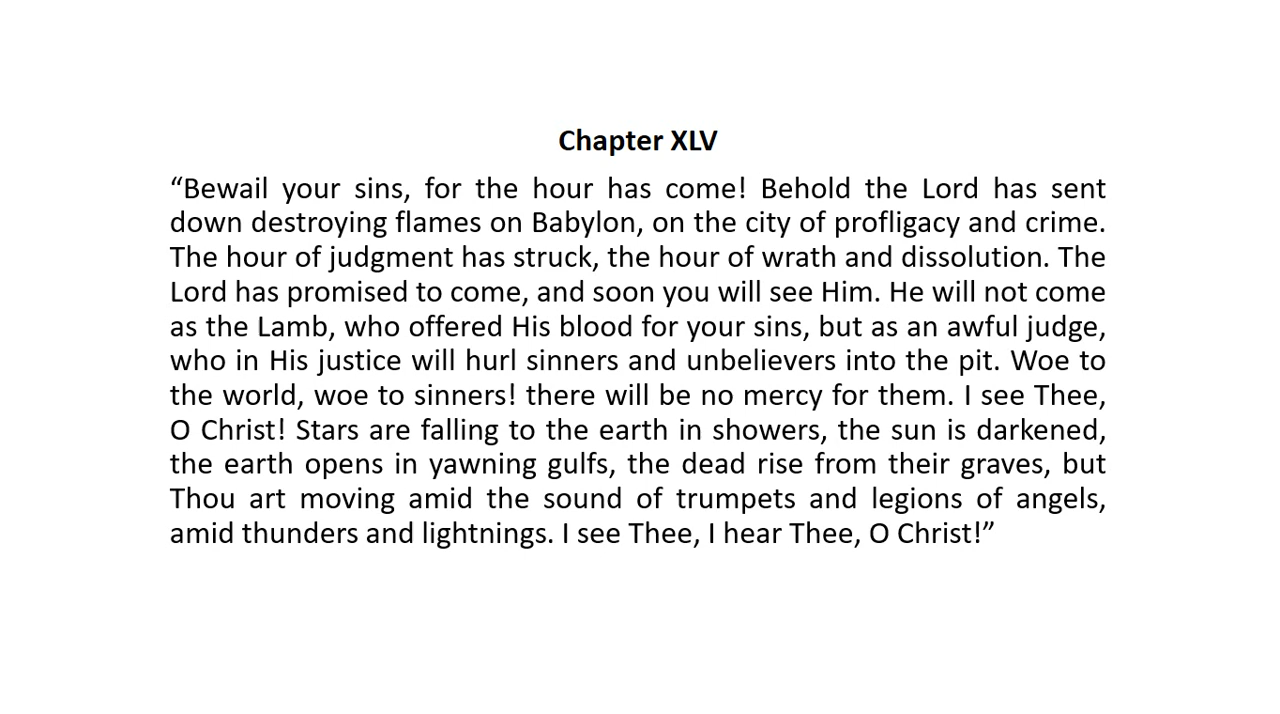 Chapter XLV
“Bewail your sins, for the hour has come! Behold the Lord has sent
down destroying flames on Babylon, on the city of profligacy and crime.
The hour of judgment has struck, the hour of wrath and dissolution. The
Lord has promised to come, and soon you will see Him. He will not come
as the Lamb, who offered His blood for your sins, but as an awful judge,
who in His justice will hurl sinners and unbelievers into the pit. Woe to
the world, woe to sinners! there will be no mercy for them. I see Thee,
O Christ! Stars are falling to the earth in showers, the sun is darkened,
the earth opens in yawning gulfs, the dead rise from their graves, but
Thou art moving amid the sound of trumpets and legions of angels,
amid thunders and lightnings. I see Thee, I hear Thee, O Christ!”